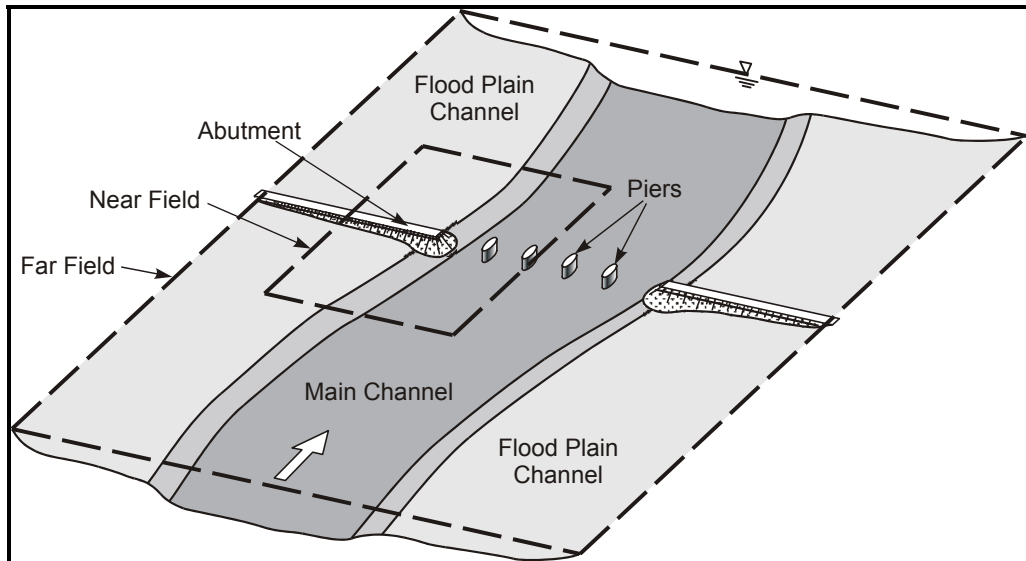 Flood Plain
Channel
Abutment
Near Field
Piers
Far Field
Main Channel
Flood Plain
Channel